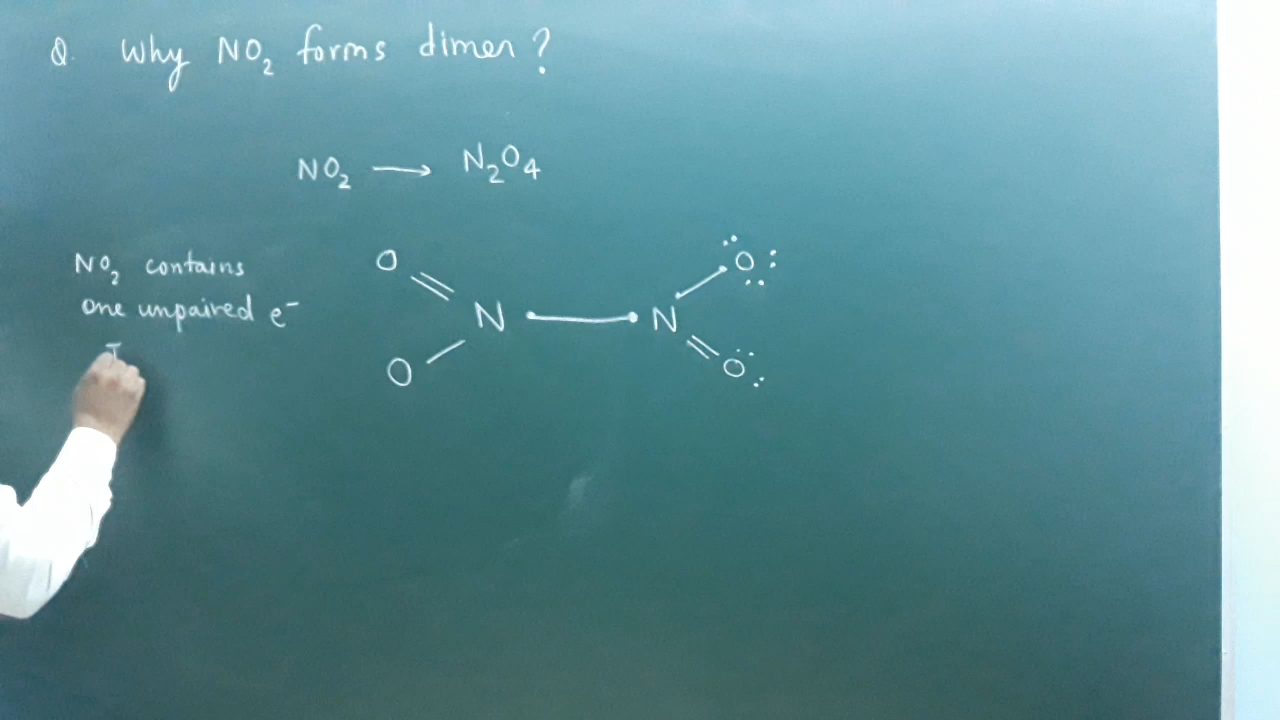 Q. Why NO₂ forms dimer?
NO₂ ⟶ N₂O₄
NO₂ contains
one unpaired e⁻
O O
N N
O O